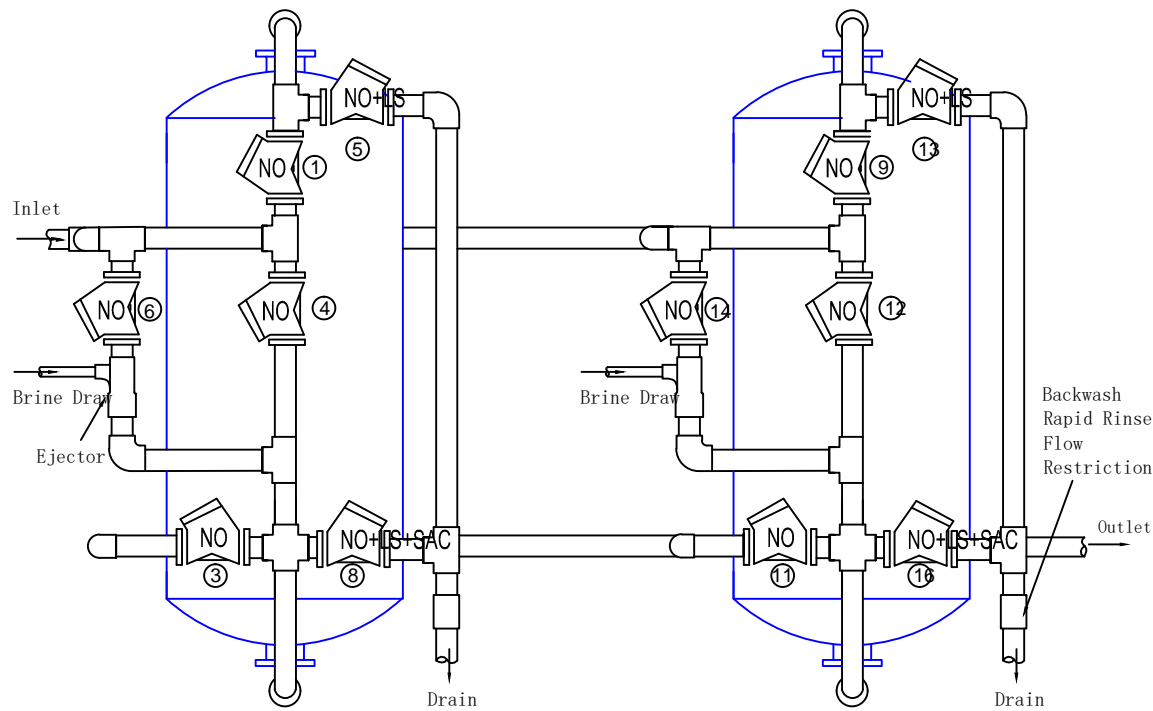 NO+LS
NO+LS
5
13
NO
1
NO
9
Inlet
NO
6
NO
4
NO
14
NO
12
Brine Draw
Brine Draw
Ejector
Backwash
Rapid Rinse
Flow
Restriction
NO
3
NO+LS+SAC
8
NO
11
NO+LS+SAC
16
Outlet
Drain
Drain